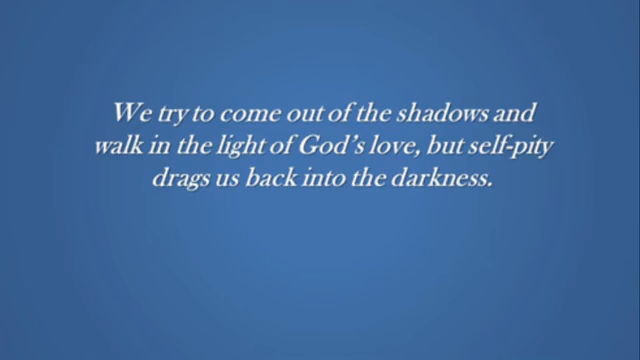 We try to come out of the shadows and
walk in the light of God’s love, but self-pity
drags us back into the darkness.